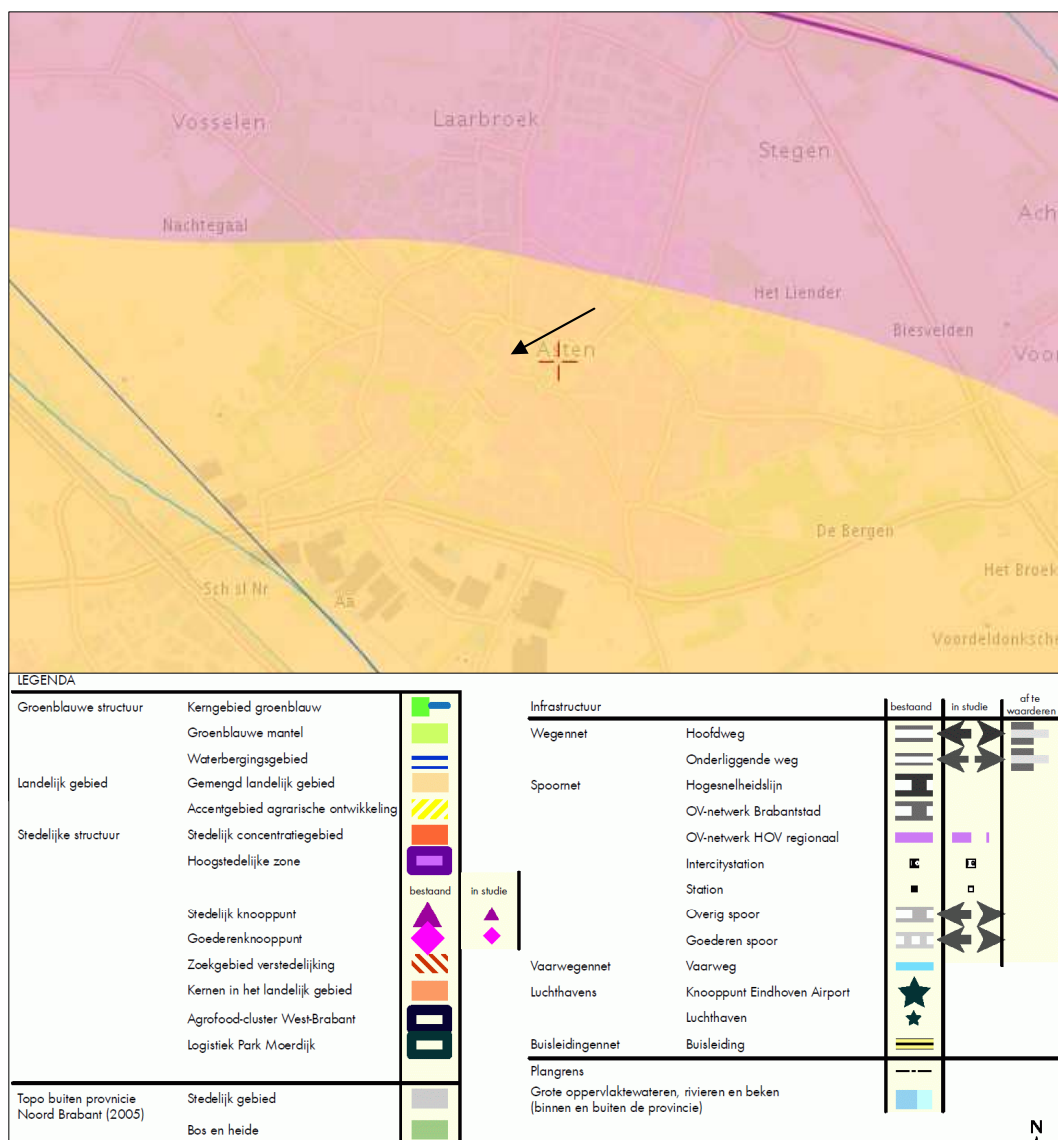 Vosselen
Laarbroek
Stegen
Nachtegaal
Ach
Het Liender
Biesvelden
Asten
Voor
De Bergen
Sch sl Nr
Aa
Het Broek
Voordeldonksche
LEGENDA
Groenblauwe structuur Kerngebied groenblauw
Groenblauwe mantel
Waterbergingsgebied
Landelijk gebied Gemengd landelijk gebied
Accentgebied agrarische ontwikkeling
Stedelijke structuur Stedelijk concentratiegebied
Hoogstedelijke zone
bestaand in studie
Stedelijk knooppunt
Goederenknooppunt
Zoekgebied verstedelijking
Kernen in het landelijk gebied
Agrofood-cluster West-Brabant
Logistiek Park Moerdijk
Topo buiten provnicie
Noord Brabant (2005)
Stedelijk gebied
Bos en heide
Infrastructuur bestaand in studie af te
waarderen
Wegennet Hoofdweg
Onderliggende weg
Spoornet Hogesnelheidslijn
OV-netwerk Brabantstad
OV-netwerk HOV regionaal
Intercitystation
Station
Overig spoor
Goederen spoor
Vaarwegennet Vaarweg
Luchthavens Knooppunt Eindhoven Airport
Luchthaven
Buisleidingennet Buisleiding
Plangrens
Grote oppervlaktewateren, rivieren en beken
(binnen en buiten de provincie)
N